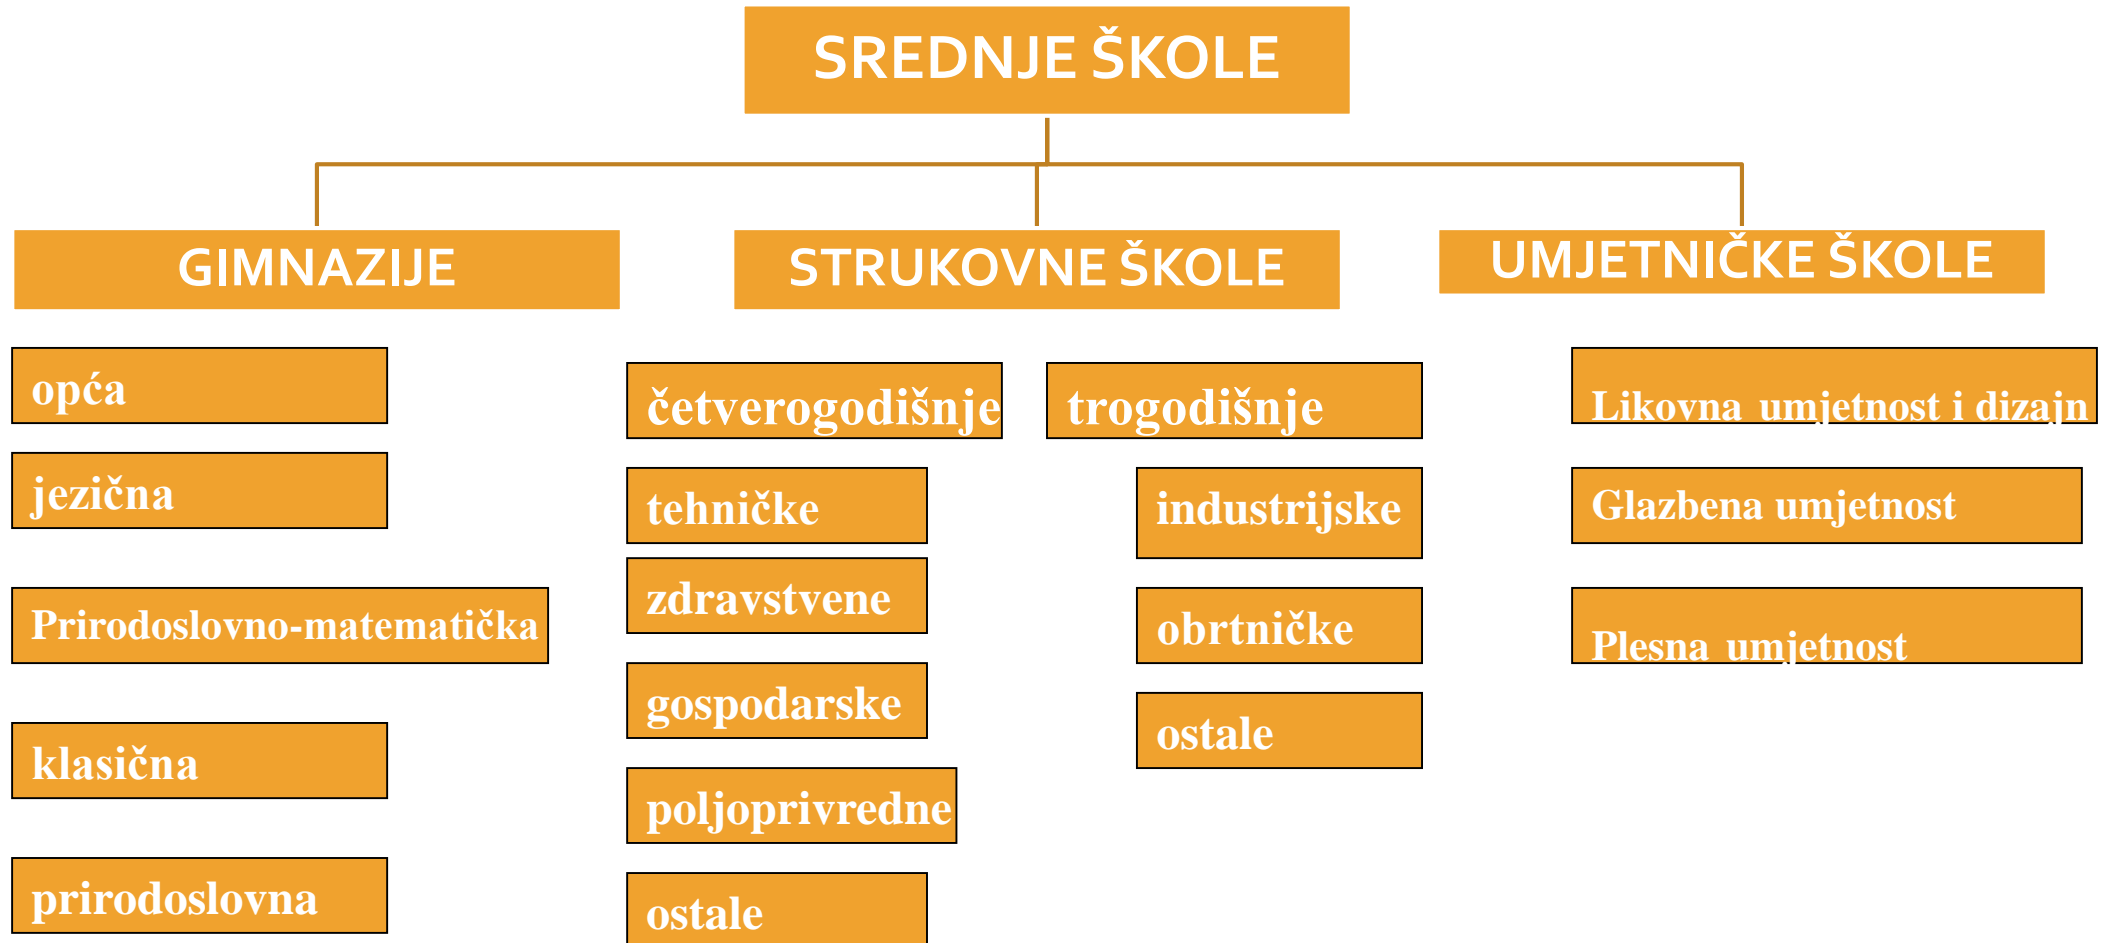 SREDNJE ŠKOLE
GIMNAZIJE
STRUKOVNE ŠKOLE
UMJETNIČKE ŠKOLE
opća
jezična
Prirodoslovno-matematička
klasična
prirodoslovna
četverogodišnje
tehničke
zdravstvene
gospodarske
poljoprivredne
ostale
trogodišnje
industrijske
obrtničke
ostale
Likovna umjetnost i dizajn
Glazbena umjetnost
Plesna umjetnost